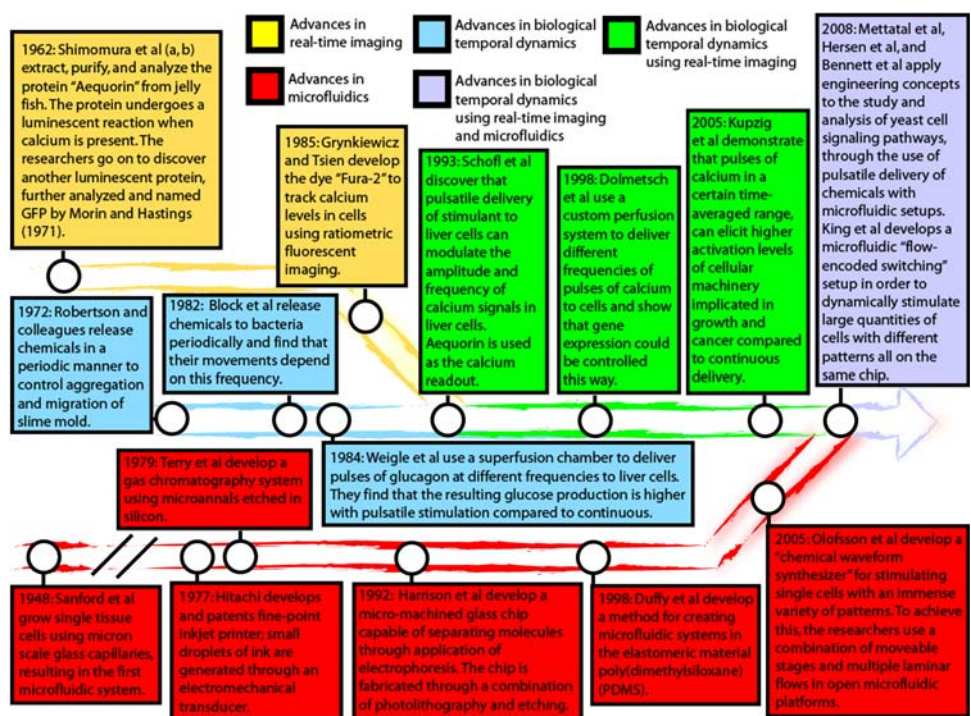 Advances in
real-time imaging
Advances in biological
temporal dynamics
Advances in biological
temporal dynamics
using real-time imaging
Advances in
microfluidics
Advances in biological
temporal dynamics
using real-time imaging
and microfluidics
1962: Shimomura et al (a, b)
extract, purify, and analyze the
protein "Aequorin" from jelly
fish. The protein undergoes a
luminescent reaction when
calcium is present. The
researchers go on to discover
another luminescent protein,
further analyzed and named
GFP by Morin and Hastings
(1971).
1985: Grynkiewicz
and Tsien develop
the dye "Fura-2" to
track calcium
levels in cells
using ratiometric
fluorescent
imaging.
1993: Schofl et al
discover that
pulsatile delivery
of stimulant to
liver cells can
modulate the
amplitude and
frequency of
calcium signals in
liver cells.
Aequorin is used
as the calcium
readout.
1998: Dolmetsch
et al use a
custom perfusion
system to deliver
different
frequencies of
pulses of calcium
to cells and show
that gene
expression could
be controlled
this way.
2005: Kupzig
et al demonstrate
that pulses of
calcium in a
certain time-
averaged range,
can elicit higher
activation levels
of cellular
machinery
implicated in
growth and
cancer compared
to continuous
delivery.
2008: Mettatal et al,
Hersen et al, and
Bennett et al apply
engineering concepts
to the study and
analysis of yeast cell
signaling pathways,
through the use of
pulsatile delivery of
chemicals with
microfluidic setups.
King et al develops a
microfluidic "flow-
encoded switching"
setup in order to
dynamically stimulate
large quantities of
cells with different
patterns all on the
same chip.
1972: Robertson and
colleagues release
chemicals in a
periodic manner to
control aggregation
and migration of
slime mold.
1982: Block et al release
chemicals to bacteria
periodically and find that
their movements depend
on this frequency.
1984: Weigle et al use a superfusion chamber to deliver
pulses of glucagon at different frequencies to liver cells.
They find that the resulting glucose production is higher
with pulsatile stimulation compared to continuous.
1979: Terry et al develop a
gas chromatography system
using microannals etched in
silicon.
1948: Sanford et al
grow single tissue
cells using micron
scale glass capillaries,
resulting in the first
microfluidic system.
1977: Hitachi develops
and patents fine-point
inkjet printer; small
droplets of ink are
generated through an
electromechanical
transducer.
1992: Harrison et al develop a
micro-machined glass chip
capable of separating molecules
through application of
electrophoresis. The chip is
fabricated through a combination
of photolithography and etching.
1998: Duffy et al develop
a method for creating
microfluidic systems in
the elastomeric material
poly(dimethylsiloxane)
(PDMS).
2005: Olofsson et al develop a
"chemical waveform
synthesizer" for stimulating
single cells with an immense
variety of patterns. To achieve
this, the researchers use a
combination of moveable
stages and multiple laminar
flows in open microfluidic
platforms.